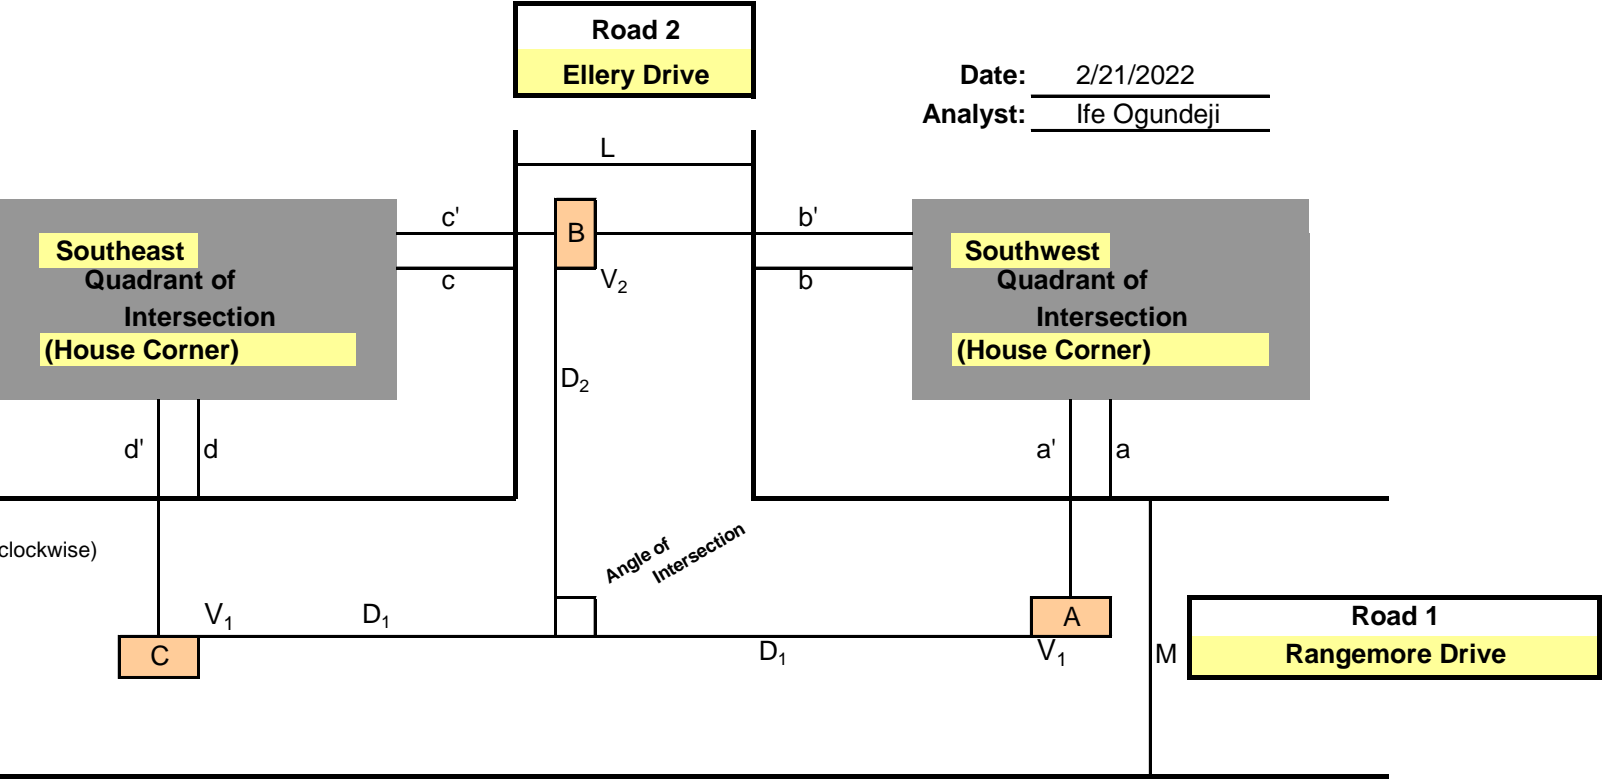 Road 2
Ellery Drive
Date: 2/21/2022
Analyst: Ife Ogundeji
L
c'
B
b'
Southeast
Quadrant of
Intersection
(House Corner)
c
V2
b
Southwest
Quadrant of
Intersection
(House Corner)
D2
d'
d
a'
a
clockwise)
Angle of
Intersection
V1
D1
A
Road 1
C
D1
V1
M
Rangemore Drive